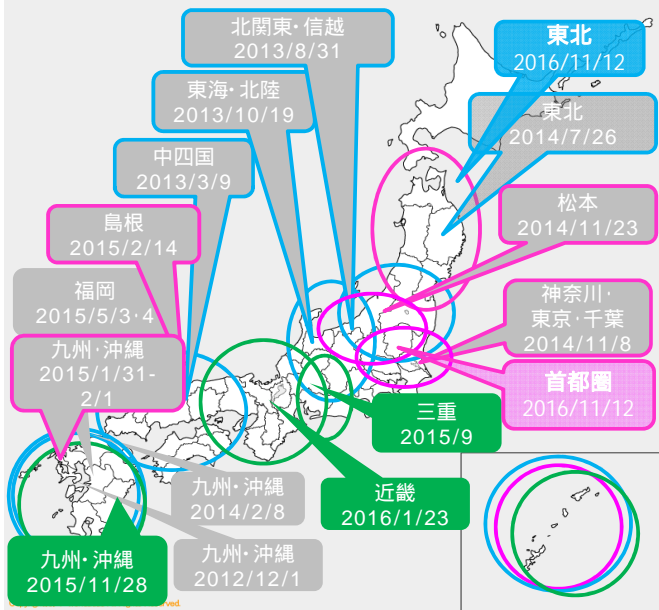 北関東・信越
2013/8/31
東北
2016/11/12
東海・北陸
2013/10/19
東北
2014/7/26
中四国
2013/3/9
松本
2014/11/23
島根
2015/2/14
福岡
2015/5/3・4
神奈川・
東京・千葉
2014/11/8
九州・沖縄
2015/1/31-
2/1
首都圏
2016/11/12
三重
2015/9
九州・沖縄
2014/2/8
近畿
2016/1/23
九州・沖縄
2015/11/28
九州・沖縄
2012/12/1